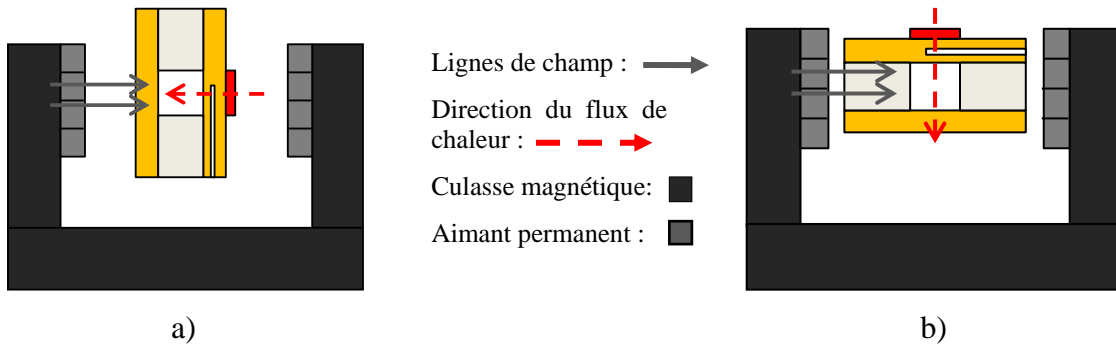 Lignes de champ :
Direction du flux de
chaleur :
Culasse magnétique:
Aimant permanent :
a)
b)